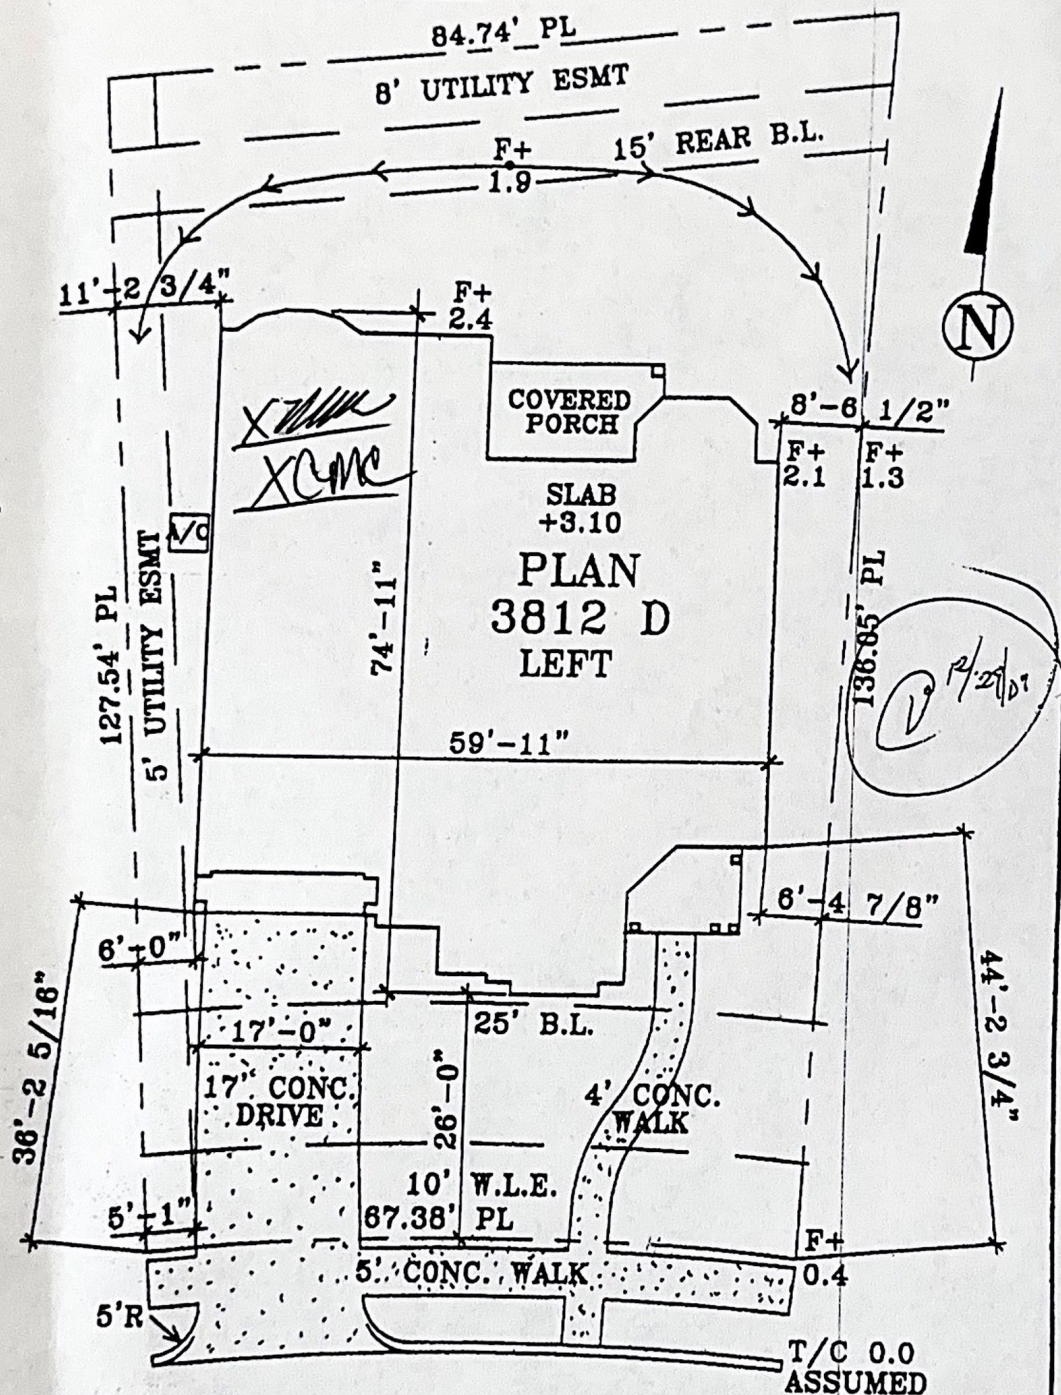 84.74' PL
8' UTILITY ESMT
F+
1.9
15' REAR B.L.
11'-2 3/4"
F+
2.4
N
COVERED
PORCH
8'-6 1/2"
F+
2.1
F+
1.3
SLAB
+3.10
A/C
PLAN
3812 D
LEFT
127.54' PL
5' UTILITY ESMT
74'-11"
136.05' PL
59'-11"
6'-4 7/8"
6'-0"
36'-2 5/16"
44'-2 3/4"
25' B.L.
17'-0"
17' CONC.
DRIVE
26'-0"
4' CONC.
WALK
10' W.L.E.
67.38' PL
5'-1"
F+
0.4
5' CONC. WALK
5'R
T/C 0.0
ASSUMED